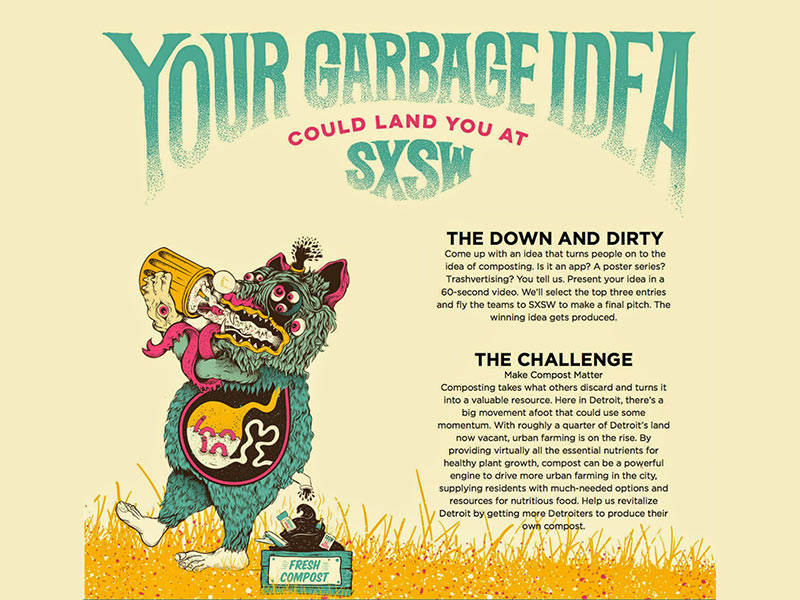 YOUR GARBAGE IDEA
COULD LAND YOU AT
SXSW
THE DOWN AND DIRTY
Come up with an idea that turns people on to the
idea of composting. Is it an app? A poster series?
Trashvertising? You tell us. Present your idea in a
60-second video. We'll select the top three entries
and fly the teams to SXSW to make a final pitch. The
winning idea gets produced.
THE CHALLENGE
Make Compost Matter
Composting takes what others discard and turns it
into a valuable resource. Here in Detroit, there's a
big movement afoot that could use some
momentum. With roughly a quarter of Detroit's land
now vacant, urban farming is on the rise. By
providing virtually all the essential nutrients for
healthy plant growth, compost can be a powerful
engine to drive more urban farming in the city,
supplying residents with much-needed options and
resources for nutritious food. Help us revitalize
Detroit by getting more Detroiters to produce their
own compost.
FRESH
COMPOST